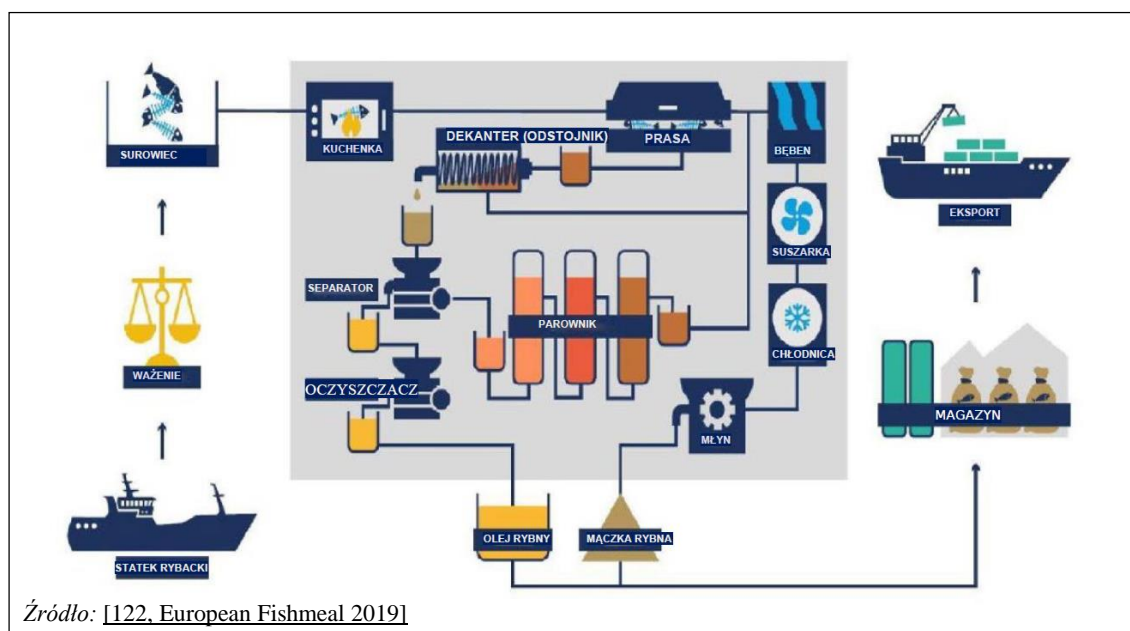 SUROWIEC
KUCHENKA
DEKANTER (ODSTOJNIK)
PRASA
BĘBEN
EKSPORT
SUSZARKA
SEPARATOR
PAROWNIK
CHŁODNICA
WAŻENIE
OCZYSZCZACZ
MŁYN
MAGAZYN
OLEJ RYBNY
MĄCZKA RYBNA
STATEK RYBACKI
Źródło: [122, European Fishmeal 2019]